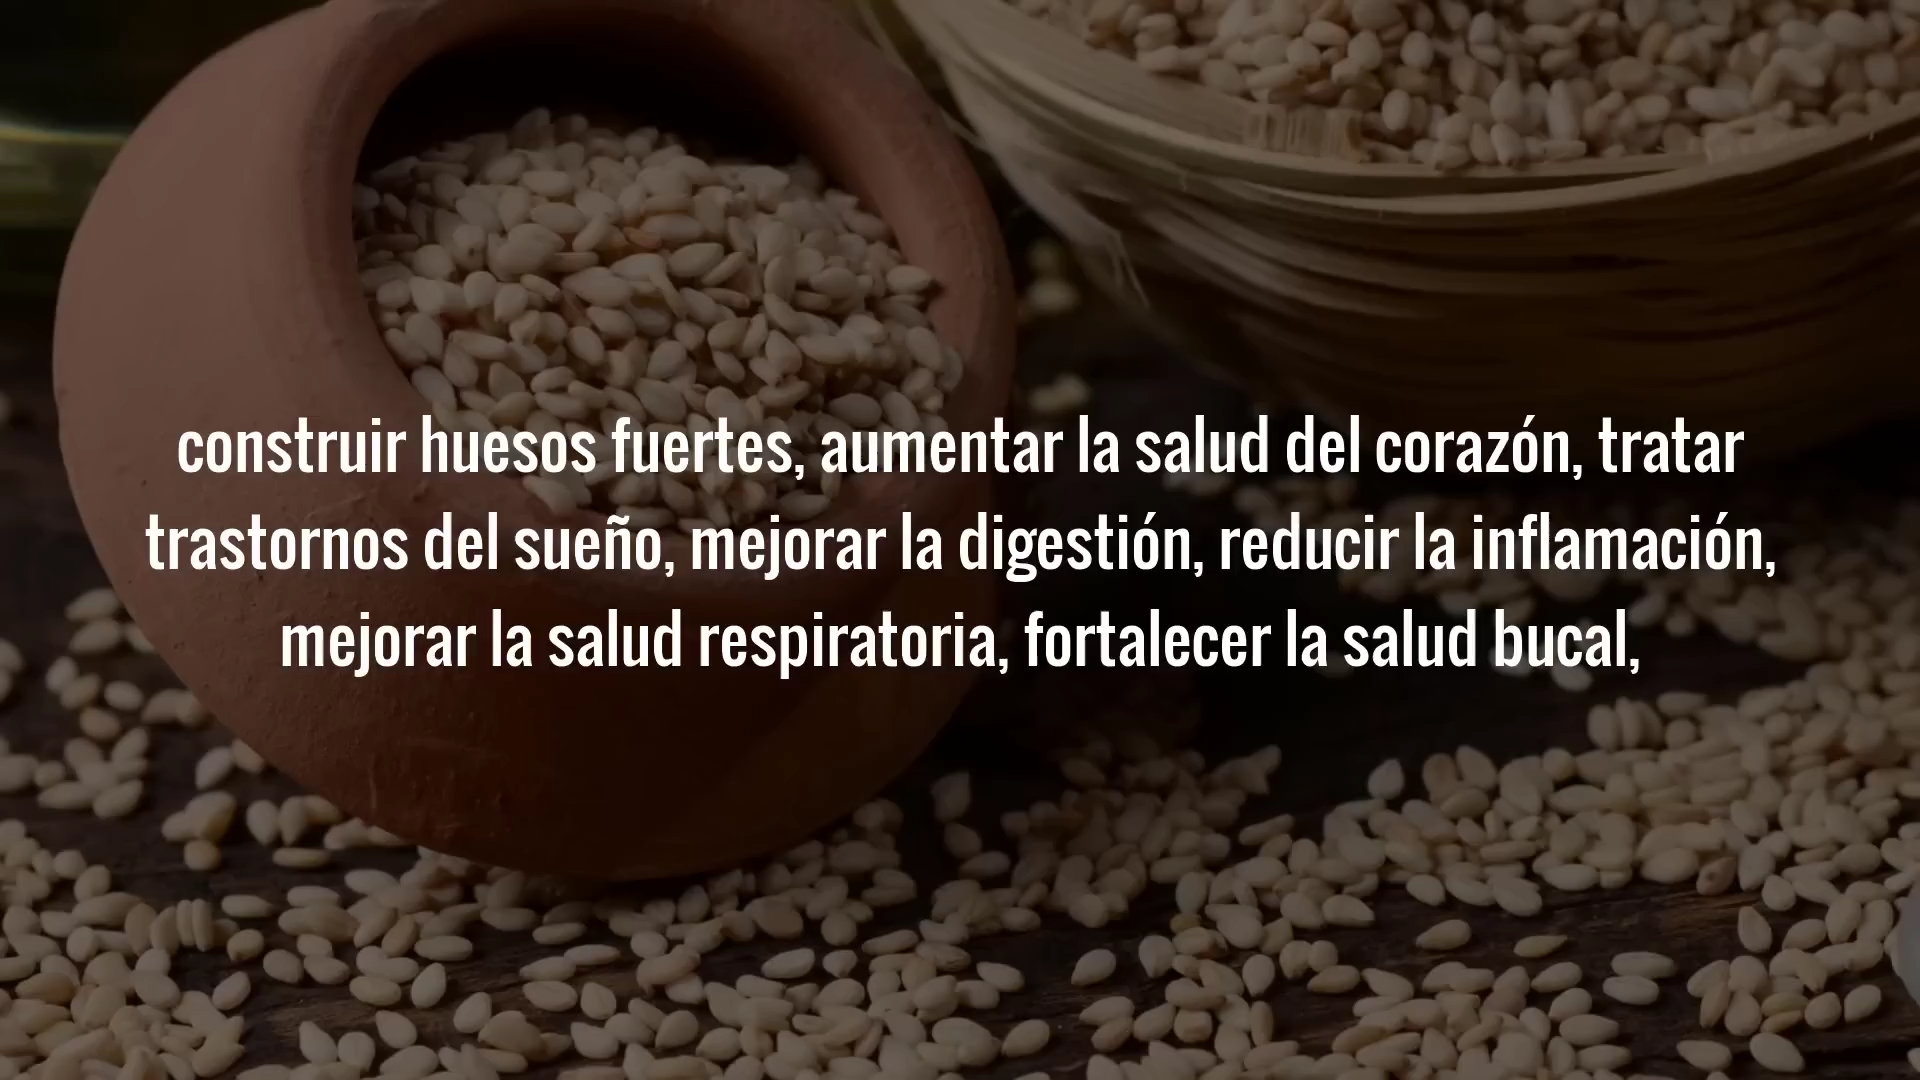 construir huesos fuertes, aumentar la salud del corazón, tratar
trastornos del sueño, mejorar la digestión, reducir la inflamación,
mejorar la salud respiratoria, fortalecer la salud bucal,